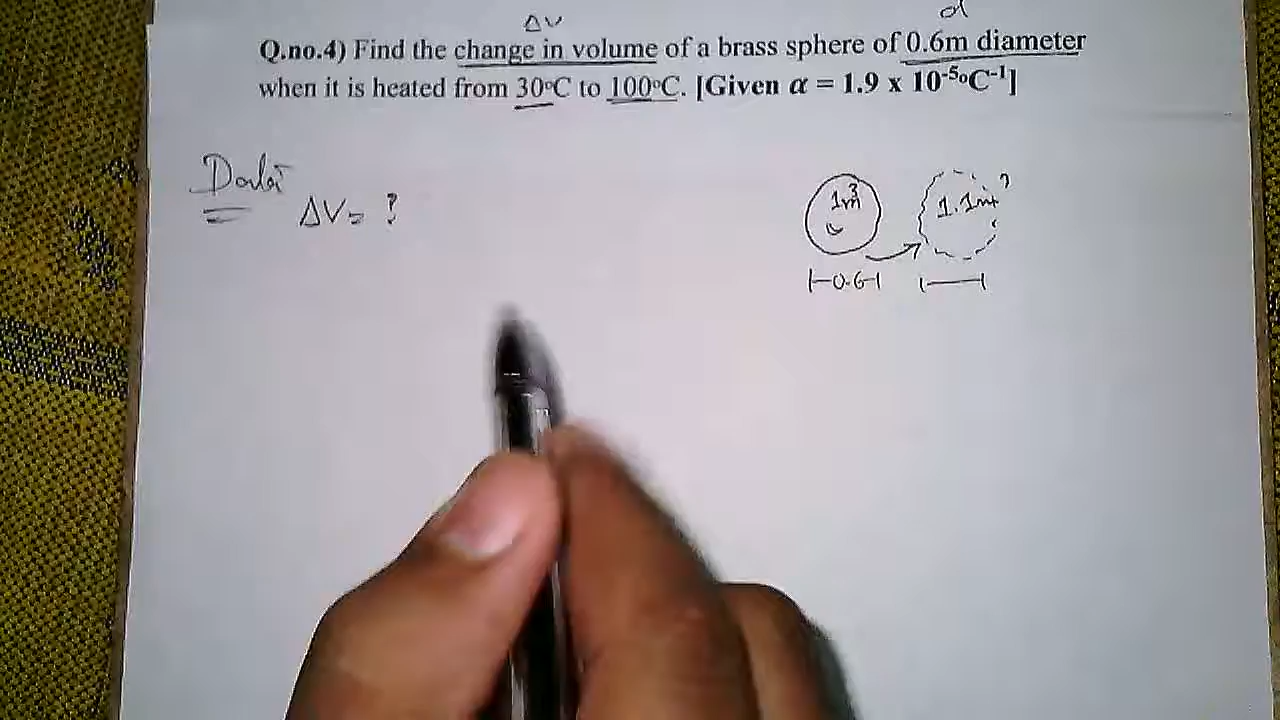 ΔV
d
Q.no.4) Find the change in volume of a brass sphere of 0.6m diameter
when it is heated from 30°C to 100°C. [Given α = 1.9 x 10⁻⁵°C⁻¹]
ΔV = ?
1m³
1.1m³
0.6